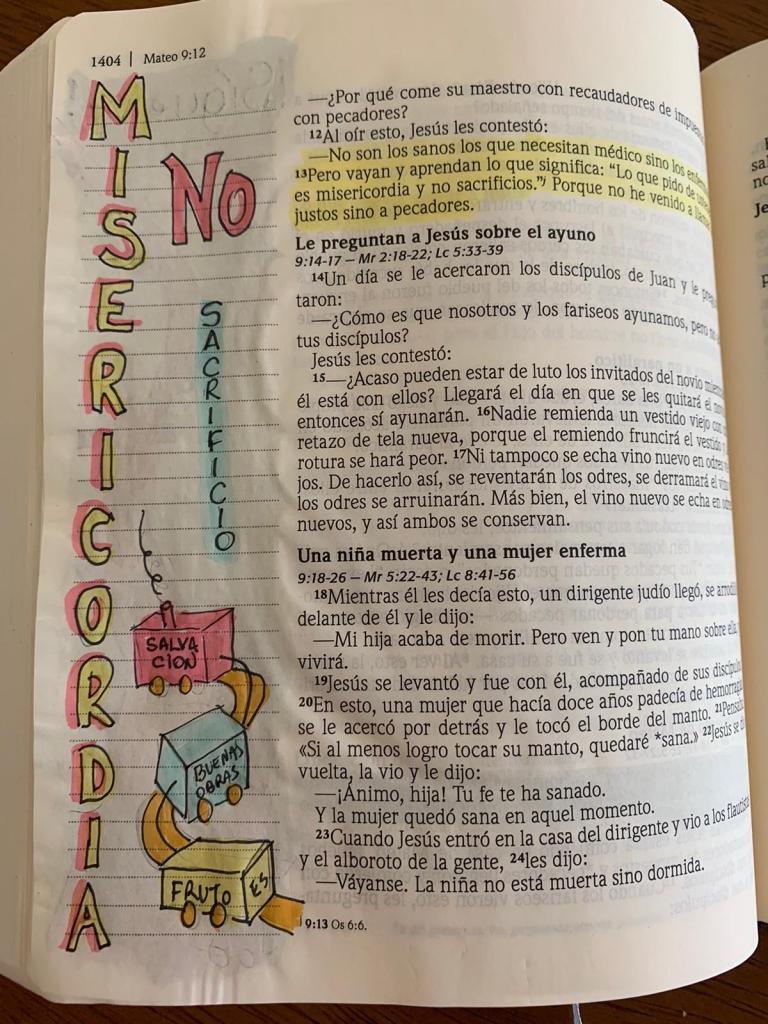 1404 | Mateo 9:12
MISERICORDIA
NO
SACRIFICIO
SALVA
CION
BUENAS
OBRAS
FRUTO ES
—¿Por qué come su maestro con recaudadores de impu
con pecadores?
12Al oír esto, Jesús les contestó:
—No son los sanos los que necesitan médico sino los
13Pero vayan y aprendan lo que significa: “Lo que pido de
es misericordia y no sacrificios.” Porque no he venido a
justos sino a pecadores.
Le preguntan a Jesús sobre el ayuno
9:14-17 – Mr 2:18-22; Lc 5:33-39
14Un día se le acercaron los discípulos de Juan y le
taron:
—¿Cómo es que nosotros y los fariseos ayunamos, pero
tus discípulos?
Jesús les contestó:
15—¿Acaso pueden estar de luto los invitados del novio
él está con ellos? Llegará el día en que se les quitará el
entonces sí ayunarán. 16Nadie remienda un vestido viejo
retazo de tela nueva, porque el remiendo fruncirá el vestido
rotura se hará peor. 17Ni tampoco se echa vino nuevo en
jos. De hacerlo así, se reventarán los odres, se derramará el
los odres se arruinarán. Más bien, el vino nuevo se echa en
nuevos, y así ambos se conservan.
Una niña muerta y una mujer enferma
9:18-26 – Mr 5:22-43; Lc 8:41-56
18Mientras él les decía esto, un dirigente judío llegó, se
delante de él y le dijo:
—Mi hija acaba de morir. Pero ven y pon tu mano sobre
vivirá.
19Jesús se levantó y fue con él, acompañado de sus
20En esto, una mujer que hacía doce años padecía de
se le acercó por detrás y le tocó el borde del manto. 21
«Si al menos logro tocar su manto, quedaré *sana.» 22Jesús se
vuelta, la vio y le dijo:
—¡Ánimo, hija! Tu fe te ha sanado.
Y la mujer quedó sana en aquel momento.
23Cuando Jesús entró en la casa del dirigente y vio a los
y el alboroto de la gente, 24les dijo:
—Váyanse. La niña no está muerta sino dormida.
9:13 Os 6:6.